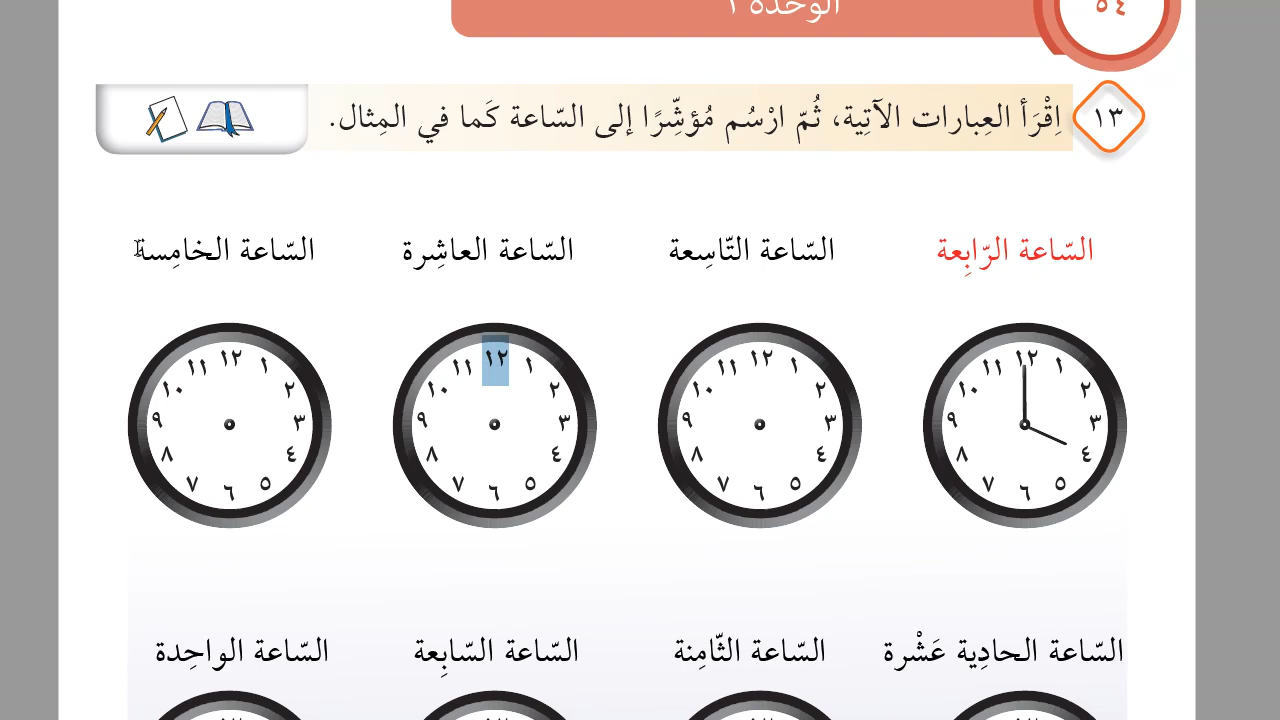 ٥٤
الوحدة ١
١٣ اِقْرَأ العِبارات الآتِية، ثُمّ ارْسُم مُؤشِّرًا إلى السّاعة كَما في المِثال.
السّاعة الرّابِعة السّاعة التّاسِعة السّاعة العاشِرة السّاعة الخامِسة
١٢ ١ ٢ ٣ ٤ ٥ ٦ ٧ ٨ ٩ ١٠ ١١
١٢ ١ ٢ ٣ ٤ ٥ ٦ ٧ ٨ ٩ ١٠ ١١
١٢ ١ ٢ ٣ ٤ ٥ ٦ ٧ ٨ ٩ ١٠ ١١
١٢ ١ ٢ ٣ ٤ ٥ ٦ ٧ ٨ ٩ ١٠ ١١
السّاعة الحادِية عَشْرة السّاعة الثّامِنة السّاعة السّابِعة السّاعة الواحِدة